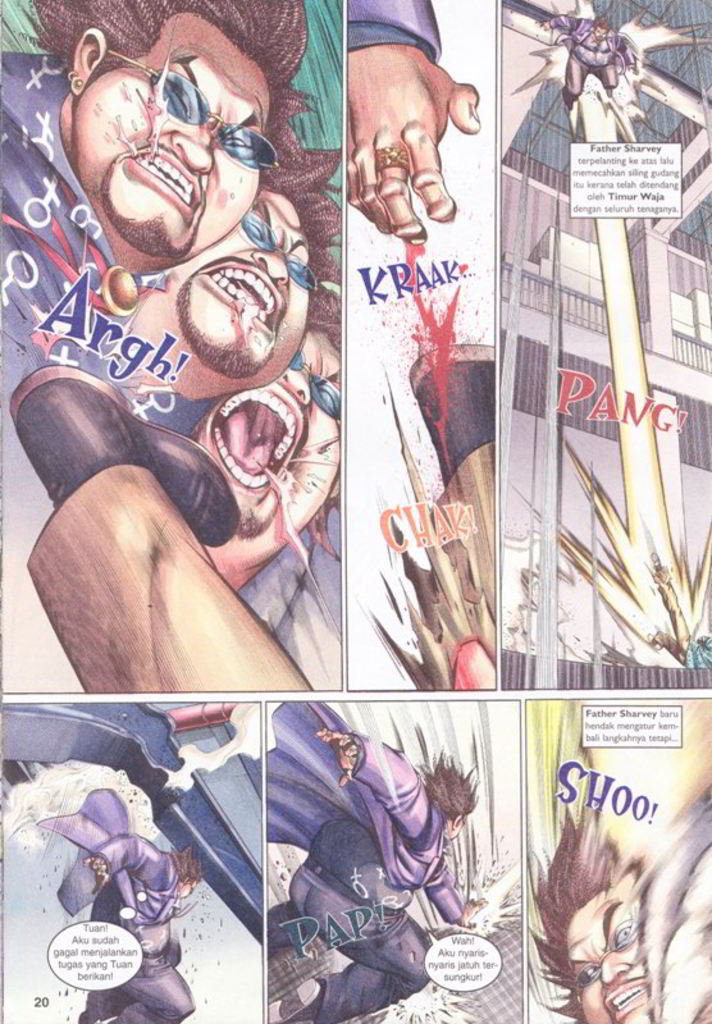 Argh!
KRAAK..
CHAK!
Father Sharvey
terpelanting ke atas lalu
memecahkan siling gudang
itu kerana telah ditendang
oleh Timur Waja
dengan seluruh tenaganya.
PANG!
Tuan!
Aku sudah
gagal menjalankan
tugas yang Tuan
berikan!
PAP!
Wah!
Aku nyaris-
nyaris jatuh ter-
sungkur!
Father Sharvey baru
hendak mengatur kem-
bali langkahnya tetapi...
SHOO!
20